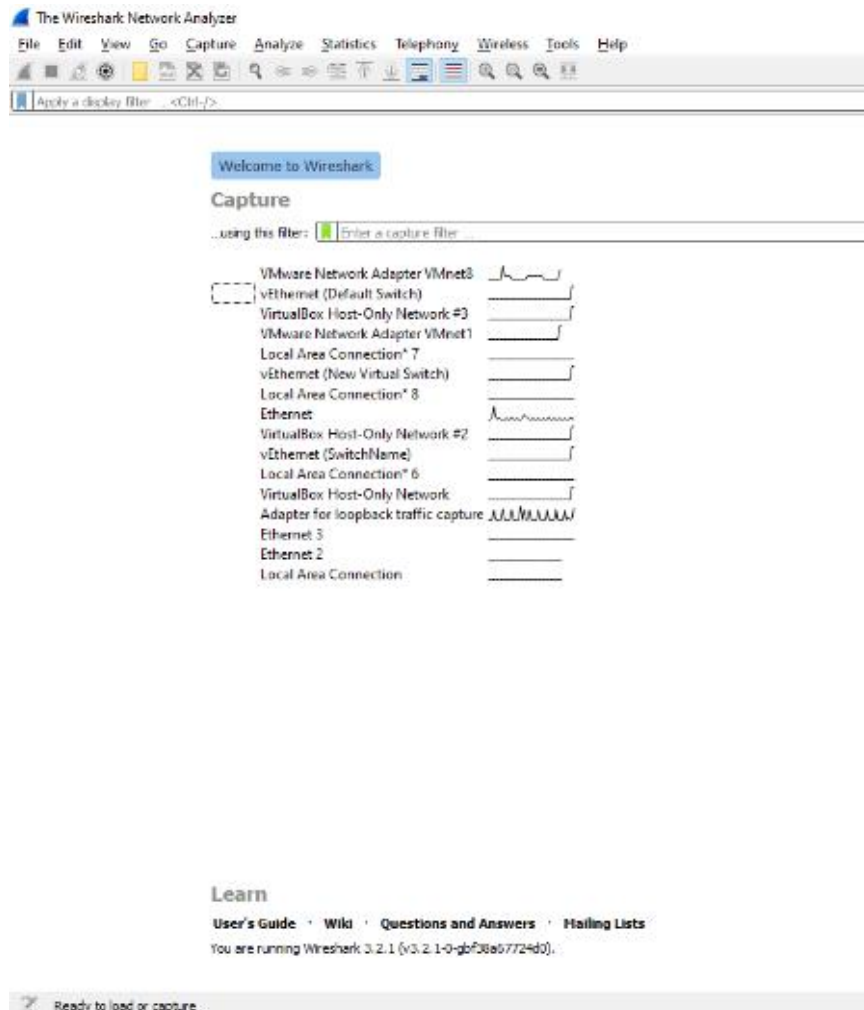 The Wireshark Network Analyzer
File Edit View Go Capture Analyze Statistics Telephony Wireless Tools Help
Apply a display filter ... <Ctrl-/>
Welcome to Wireshark
Capture
...using this filter: Enter a capture filter ...
VMware Network Adapter VMnet8
vEthernet (Default Switch)
VirtualBox Host-Only Network #3
VMware Network Adapter VMnet1
Local Area Connection* 7
vEthernet (New Virtual Switch)
Local Area Connection* 8
Ethernet
VirtualBox Host-Only Network #2
vEthernet (SwitchName)
Local Area Connection* 6
VirtualBox Host-Only Network
Adapter for loopback traffic capture
Ethernet 3
Ethernet 2
Local Area Connection
Learn
User's Guide · Wiki · Questions and Answers · Mailing Lists
You are running Wireshark 3.2.1 (v3.2.1-0-gbf38a67724d0).
Ready to load or capture